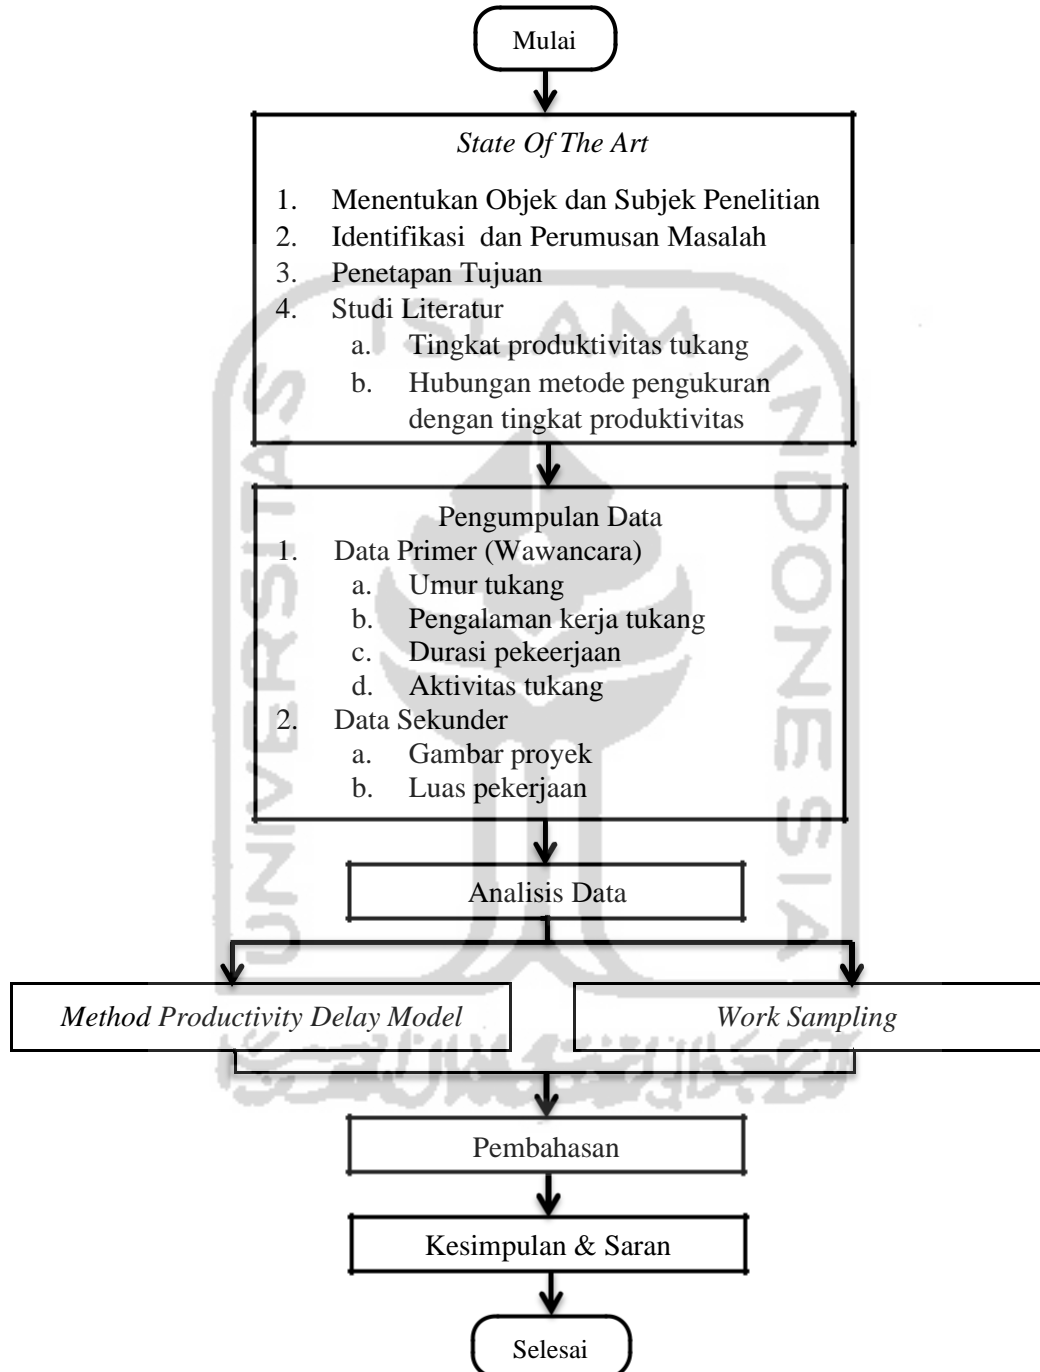 Mulai
State Of The Art
1. Menentukan Objek dan Subjek Penelitian
2. Identifikasi dan Perumusan Masalah
3. Penetapan Tujuan
4. Studi Literatur
a. Tingkat produktivitas tukang
b. Hubungan metode pengukuran
dengan tingkat produktivitas
Pengumpulan Data
1. Data Primer (Wawancara)
a. Umur tukang
b. Pengalaman kerja tukang
c. Durasi pekeerjaan
d. Aktivitas tukang
2. Data Sekunder
a. Gambar proyek
b. Luas pekerjaan
Analisis Data
Method Productivity Delay Model
Work Sampling
Pembahasan
Kesimpulan & Saran
Selesai
UNIVERSITAS
ISLAM
INDONESIA